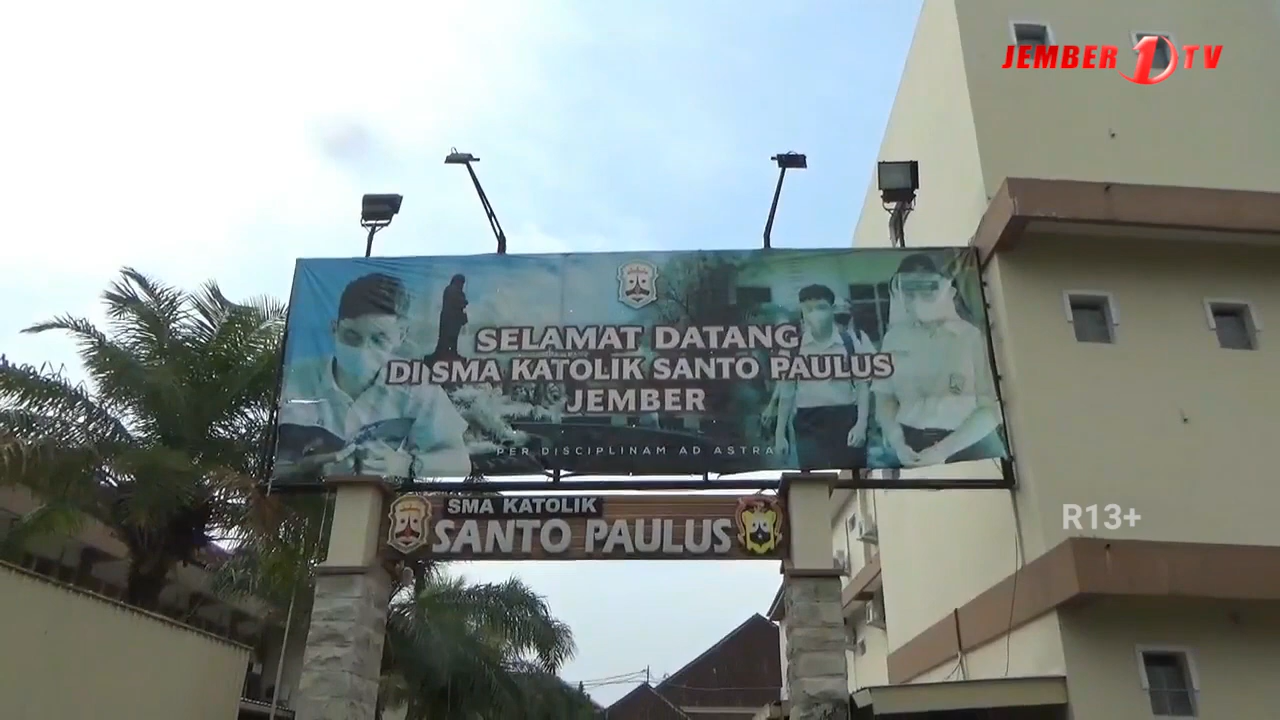 JEMBER 1 TV
SELAMAT DATANG
DI SMA KATOLIK SANTO PAULUS
JEMBER
PER DISCIPLINAM AD ASTRA
SMA KATOLIK
SANTO PAULUS
R13+